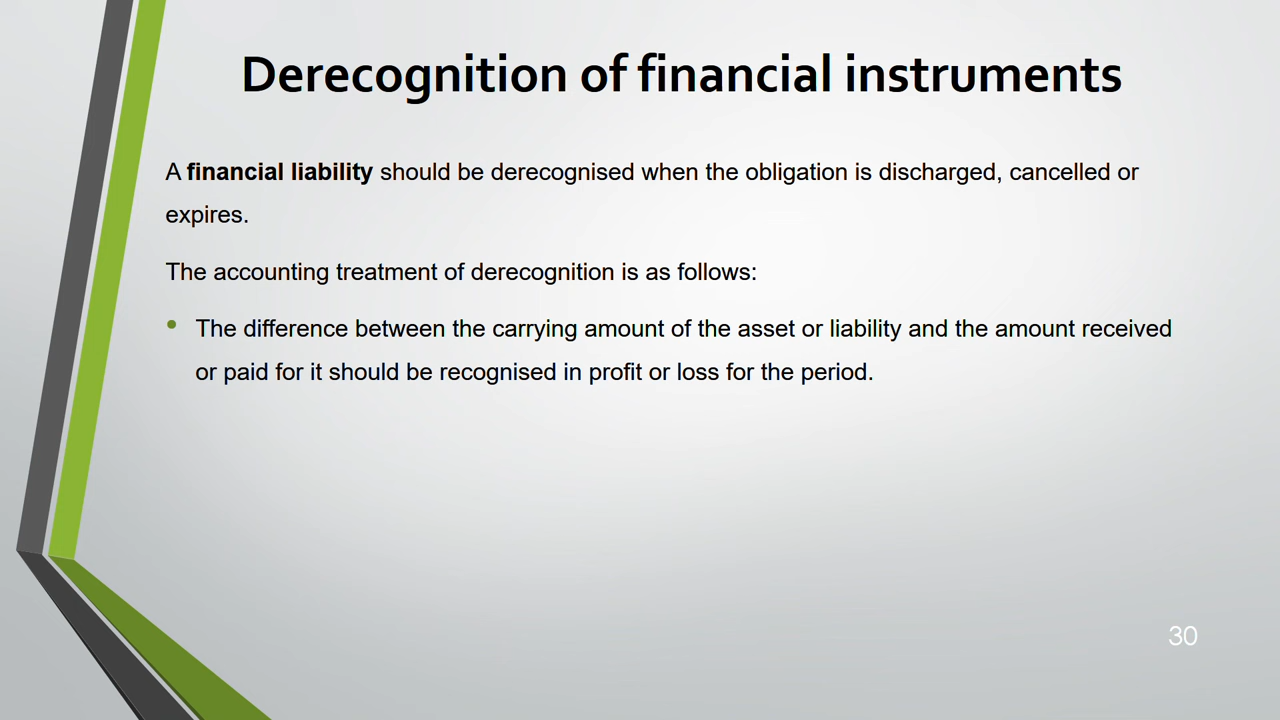 Derecognition of financial instruments
A financial liability should be derecognised when the obligation is discharged, cancelled or
expires.
The accounting treatment of derecognition is as follows:
• The difference between the carrying amount of the asset or liability and the amount received
or paid for it should be recognised in profit or loss for the period.
30